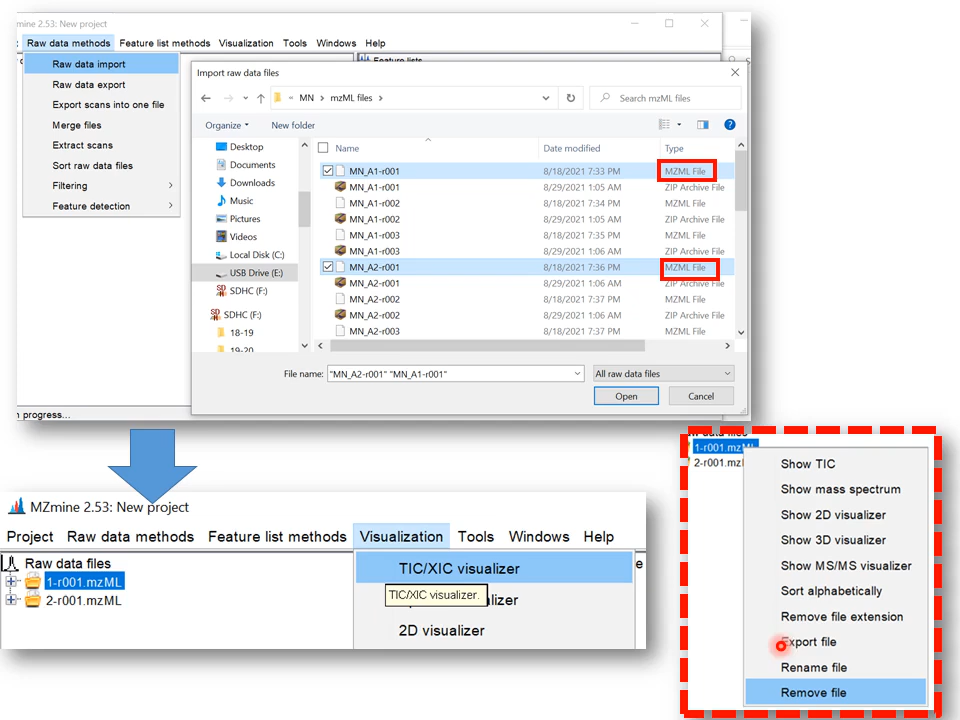 mine 2.53: New project
Raw data methods Feature list methods Visualization Tools Windows Help
Raw data import
Raw data export
Export scans into one file
Merge files
Extract scans
Sort raw data files
Filtering
Feature detection
Feature lists
Import raw data files
« MN > mzML files >
Search mzML files
Organize
New folder
Name Date modified Type
Desktop
Documents
Downloads
Music
Pictures
Videos
Local Disk (C:)
USB Drive (E:)
SDHC (F:)
SDHC (F:)
18-19
19-20
MN_A1-r001 8/18/2021 7:33 PM MZML File
MN_A1-r001 8/29/2021 1:05 AM ZIP Archive File
MN_A1-r002 8/18/2021 7:34 PM MZML File
MN_A1-r002 8/29/2021 1:05 AM ZIP Archive File
MN_A1-r003 8/18/2021 7:35 PM MZML File
MN_A1-r003 8/29/2021 1:06 AM ZIP Archive File
MN_A2-r001 8/18/2021 7:36 PM MZML File
MN_A2-r001 8/29/2021 1:06 AM ZIP Archive File
MN_A2-r002 8/18/2021 7:37 PM MZML File
MN_A2-r002 8/29/2021 1:06 AM ZIP Archive File
MN_A2-r003 8/18/2021 7:37 PM MZML File
File name: "MN_A2-r001" "MN_A1-r001"
All raw data files
Open Cancel
n progress...
MZmine 2.53: New project
Project Raw data methods Feature list methods Visualization Tools Windows Help
Raw data files
1-r001.mzML
2-r001.mzML
TIC/XIC visualizer
TIC/XIC visualizer.
lizer
2D visualizer
1-r001.mzML
2-r001.mzM
Show TIC
Show mass spectrum
Show 2D visualizer
Show 3D visualizer
Show MS/MS visualizer
Sort alphabetically
Remove file extension
Export file
Rename file
Remove file